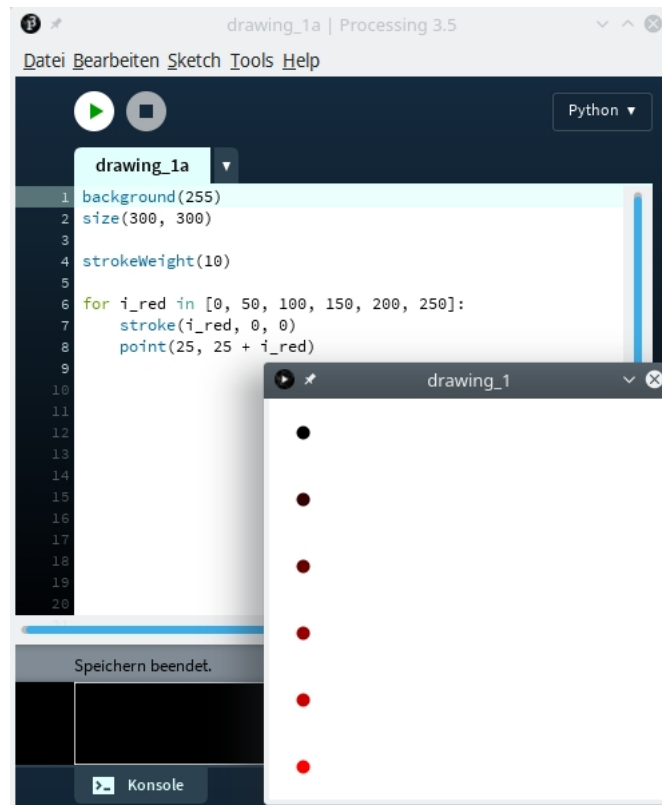 drawing_1a | Processing 3.5
Datei Bearbeiten Sketch Tools Help
Python ▼
drawing_1a ▼
1 background(255)
2 size(300, 300)
3
4 strokeWeight(10)
5
6 for i_red in [0, 50, 100, 150, 200, 250]:
7     stroke(i_red, 0, 0)
8     point(25, 25 + i_red)
9
10
11
12
13
14
15
16
17
18
19
20
drawing_1
Speichern beendet.
>_ Konsole